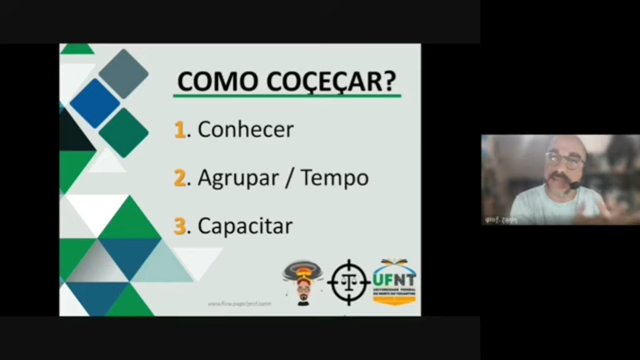 COMO COÇEÇAR?
1. Conhecer
2. Agrupar / Tempo
3. Capacitar
UFNT